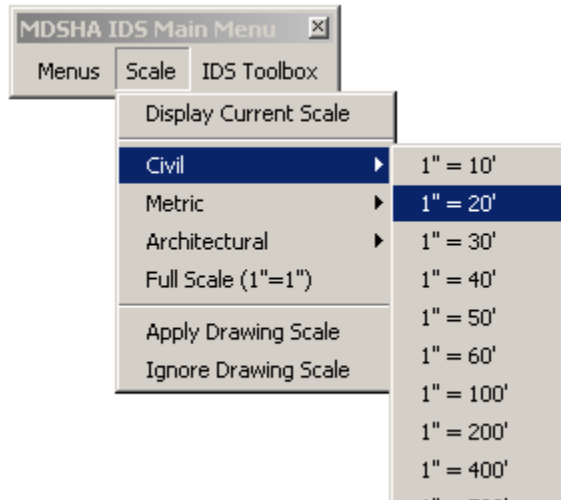 MDSHA IDS Main Menu
Menus Scale IDS Toolbox
Display Current Scale
Civil
Metric
Architectural
Full Scale (1"=1")
Apply Drawing Scale
Ignore Drawing Scale
1" = 10'
1" = 20'
1" = 30'
1" = 40'
1" = 50'
1" = 60'
1" = 100'
1" = 200'
1" = 400'